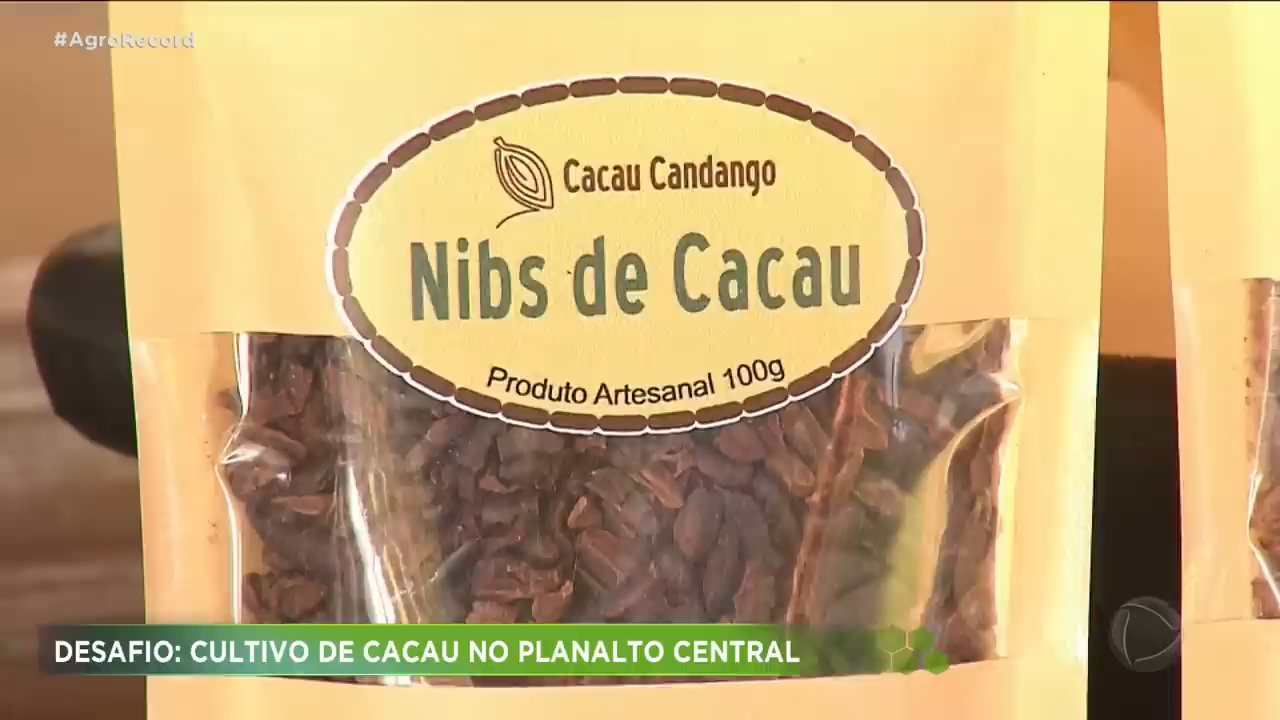 #AgroRecord
Cacau Candango
Nibs de Cacau
Produto Artesanal 100g
DESAFIO: CULTIVO DE CACAU NO PLANALTO CENTRAL